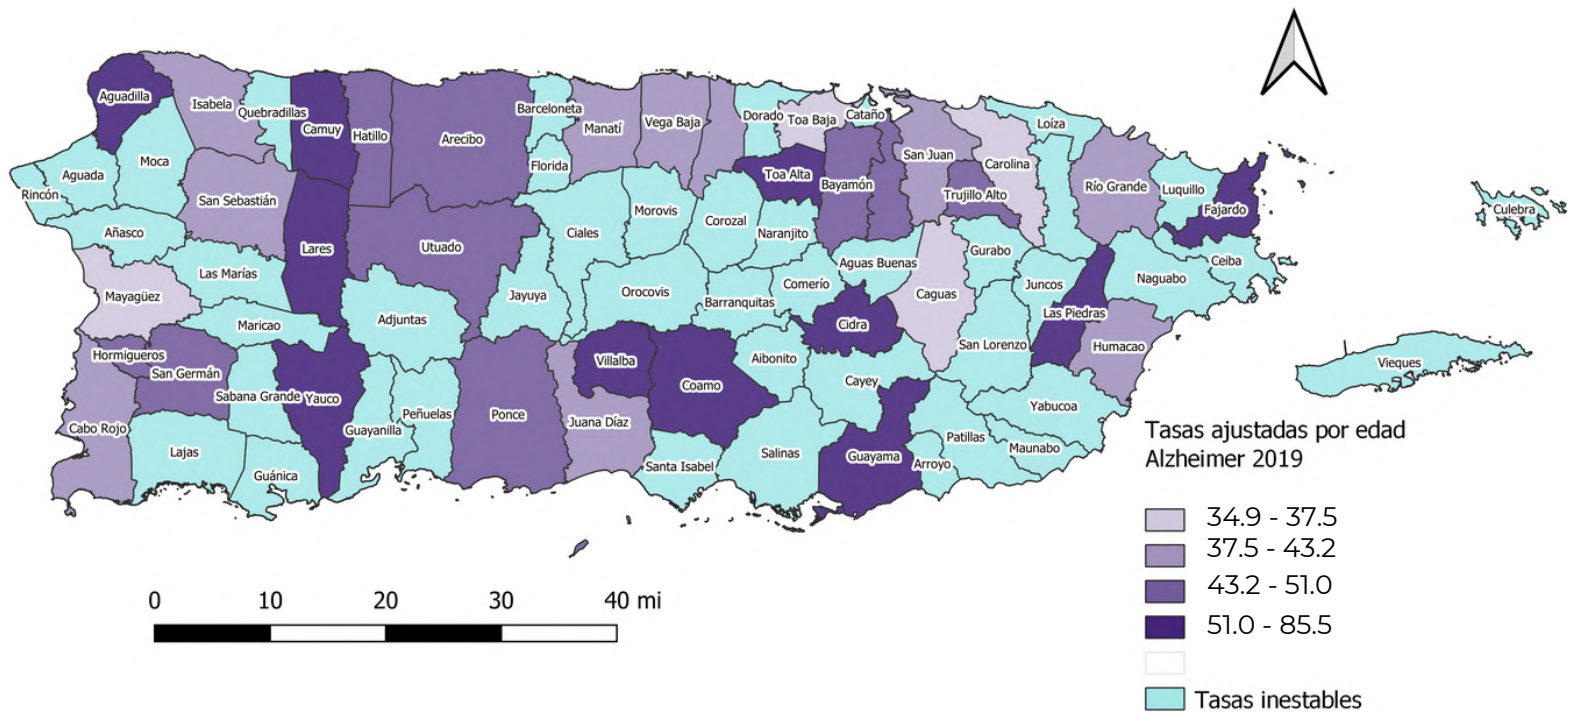 Aguadilla
Isabela
Quebradillas
Camuy
Hatillo
Arecibo
Barceloneta
Manatí
Vega Baja
Dorado
Toa Baja
Cataño
Loíza
Moca
Aguada
Rincón
San Sebastián
Florida
Toa Alta
Bayamón
San Juan
Carolina
Trujillo Alto
Río Grande
Luquillo
Fajardo
Culebra
Añasco
Lares
Utuado
Ciales
Morovis
Corozal
Naranjito
Aguas Buenas
Gurabo
Ceiba
Las Marías
Mayagüez
Jayuya
Orocovis
Barranquitas
Comerío
Caguas
Juncos
Naguabo
Las Piedras
Maricao
Adjuntas
Cidra
San Lorenzo
Humacao
Hormigueros
San Germán
Villalba
Coamo
Aibonito
Cayey
Vieques
Sabana Grande
Yauco
Peñuelas
Ponce
Juana Díaz
Yabucoa
Cabo Rojo
Guayanilla
Lajas
Guánica
Santa Isabel
Salinas
Guayama
Arroyo
Patillas
Maunabo
Tasas ajustadas por edad
Alzheimer 2019
34.9 - 37.5
37.5 - 43.2
43.2 - 51.0
51.0 - 85.5
Tasas inestables
0 10 20 30 40 mi